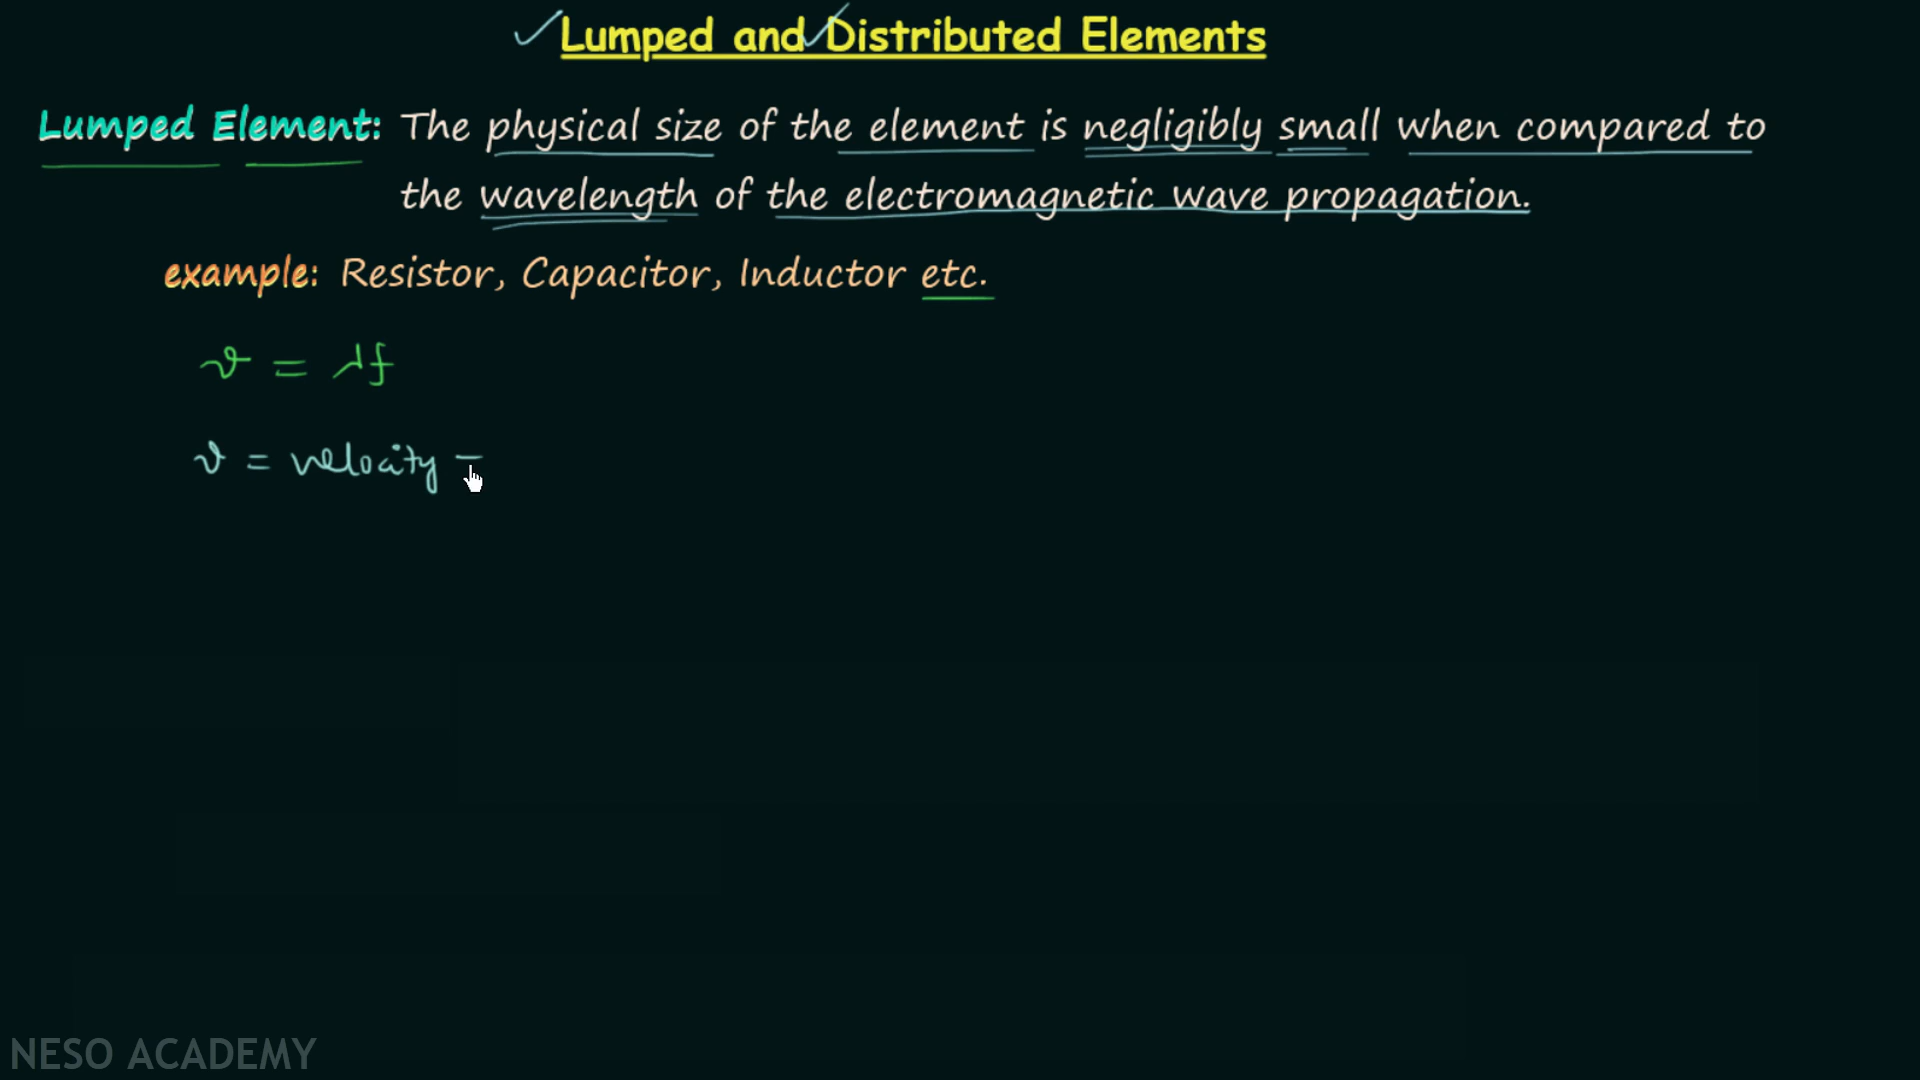 Lumped and Distributed Elements
Lumped Element: The physical size of the element is negligibly small when compared to
the wavelength of the electromagnetic wave propagation.
example: Resistor, Capacitor, Inductor etc.
v = λf
v = velocity
NESO ACADEMY